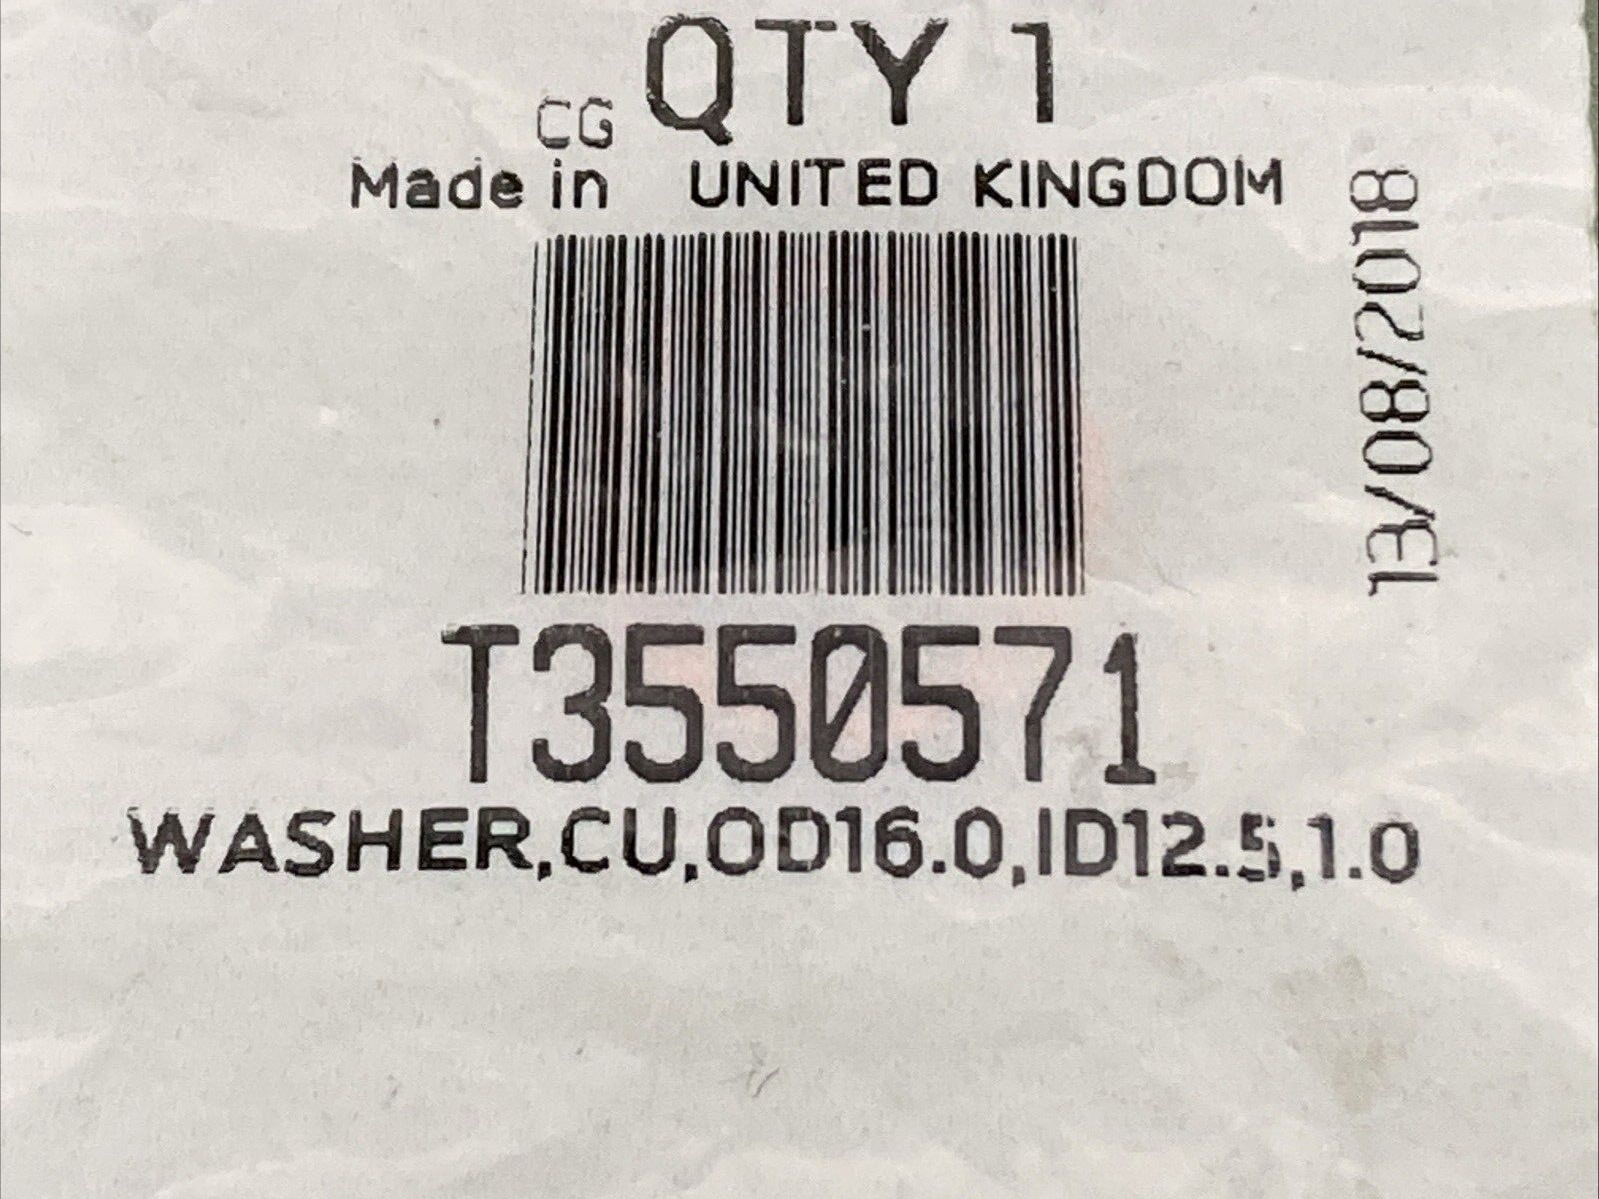 QTY 1
CG
Made in UNITED KINGDOM
13/08/2018
T3550571
WASHER,CU,OD16.0,ID12.5,1.0